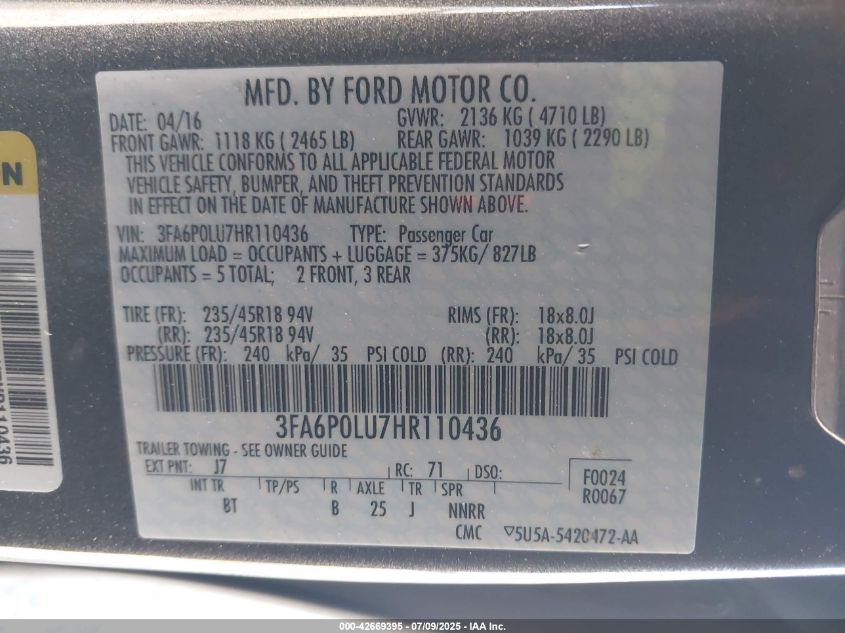 MFD. BY FORD MOTOR CO.
DATE: 04/16 GVWR: 2136 KG ( 4710 LB)
FRONT GAWR: 1118 KG ( 2465 LB) REAR GAWR: 1039 KG ( 2290 LB)
THIS VEHICLE CONFORMS TO ALL APPLICABLE FEDERAL MOTOR
VEHICLE SAFETY, BUMPER, AND THEFT PREVENTION STANDARDS
IN EFFECT ON THE DATE OF MANUFACTURE SHOWN ABOVE.
VIN: 3FA6P0LU7HR110436 TYPE: Passenger Car
MAXIMUM LOAD = OCCUPANTS + LUGGAGE = 375KG/ 827LB
OCCUPANTS = 5 TOTAL; 2 FRONT, 3 REAR
TIRE (FR): 235/45R18 94V RIMS (FR): 18x8.0J
(RR): 235/45R18 94V (RR): 18x8.0J
PRESSURE (FR): 240 kPa/ 35 PSI COLD (RR): 240 kPa/ 35 PSI COLD
3FA6P0LU7HR110436
TRAILER TOWING - SEE OWNER GUIDE
EXT PNT: J7 RC: 71 DSO:
F0024
R0067
INT TR TP/PS R AXLE TR SPR
BT B 25 J NNRR
CMC ▽5U5A-5420472-AA
N
110436
000-42669395 - 07/09/2025 - IAA Inc.